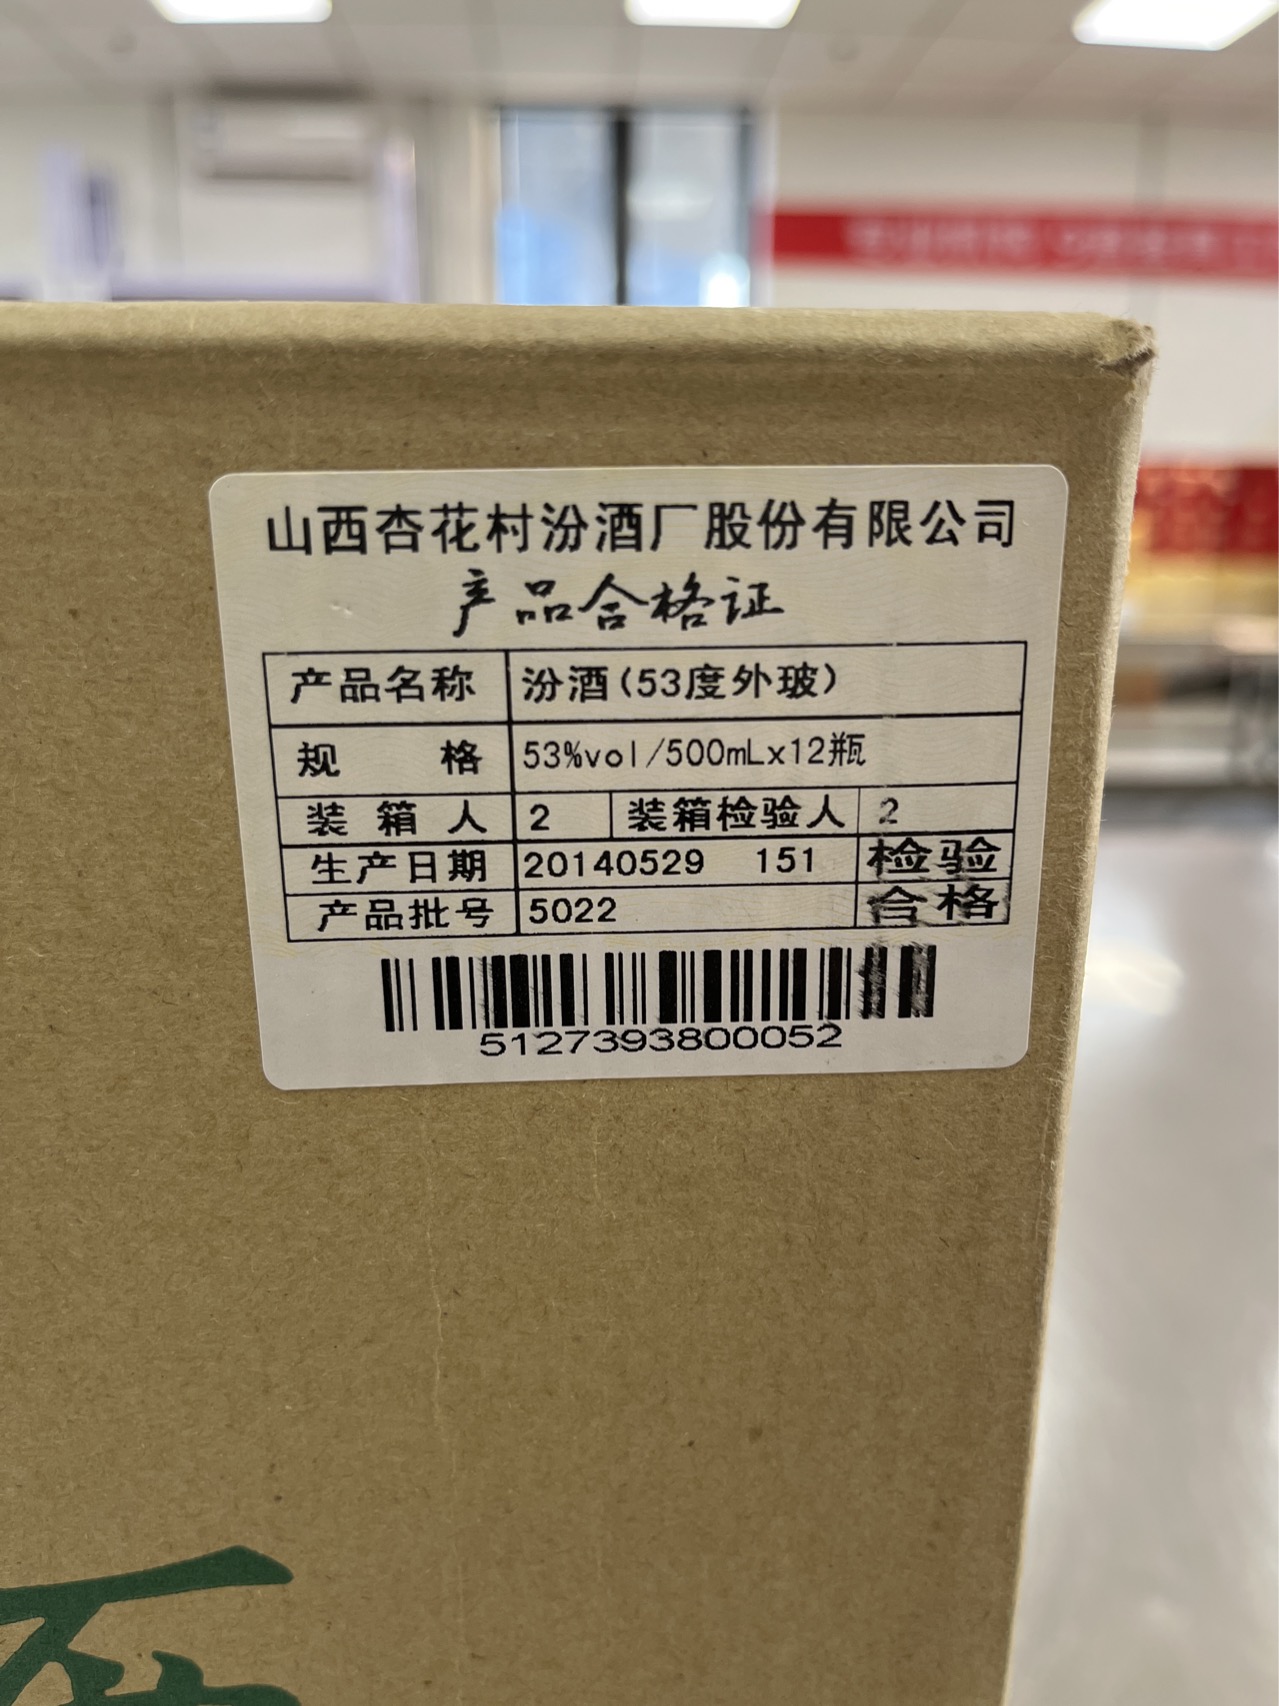 山西杏花村汾酒厂股份有限公司
产品合格证
产品名称 汾酒(53度外玻)
规 格 53%vol/500mLx12瓶
装 箱 人 2 装箱检验人 2
生产日期 20140529 151 检验
产品批号 5022 合格
5127393800052